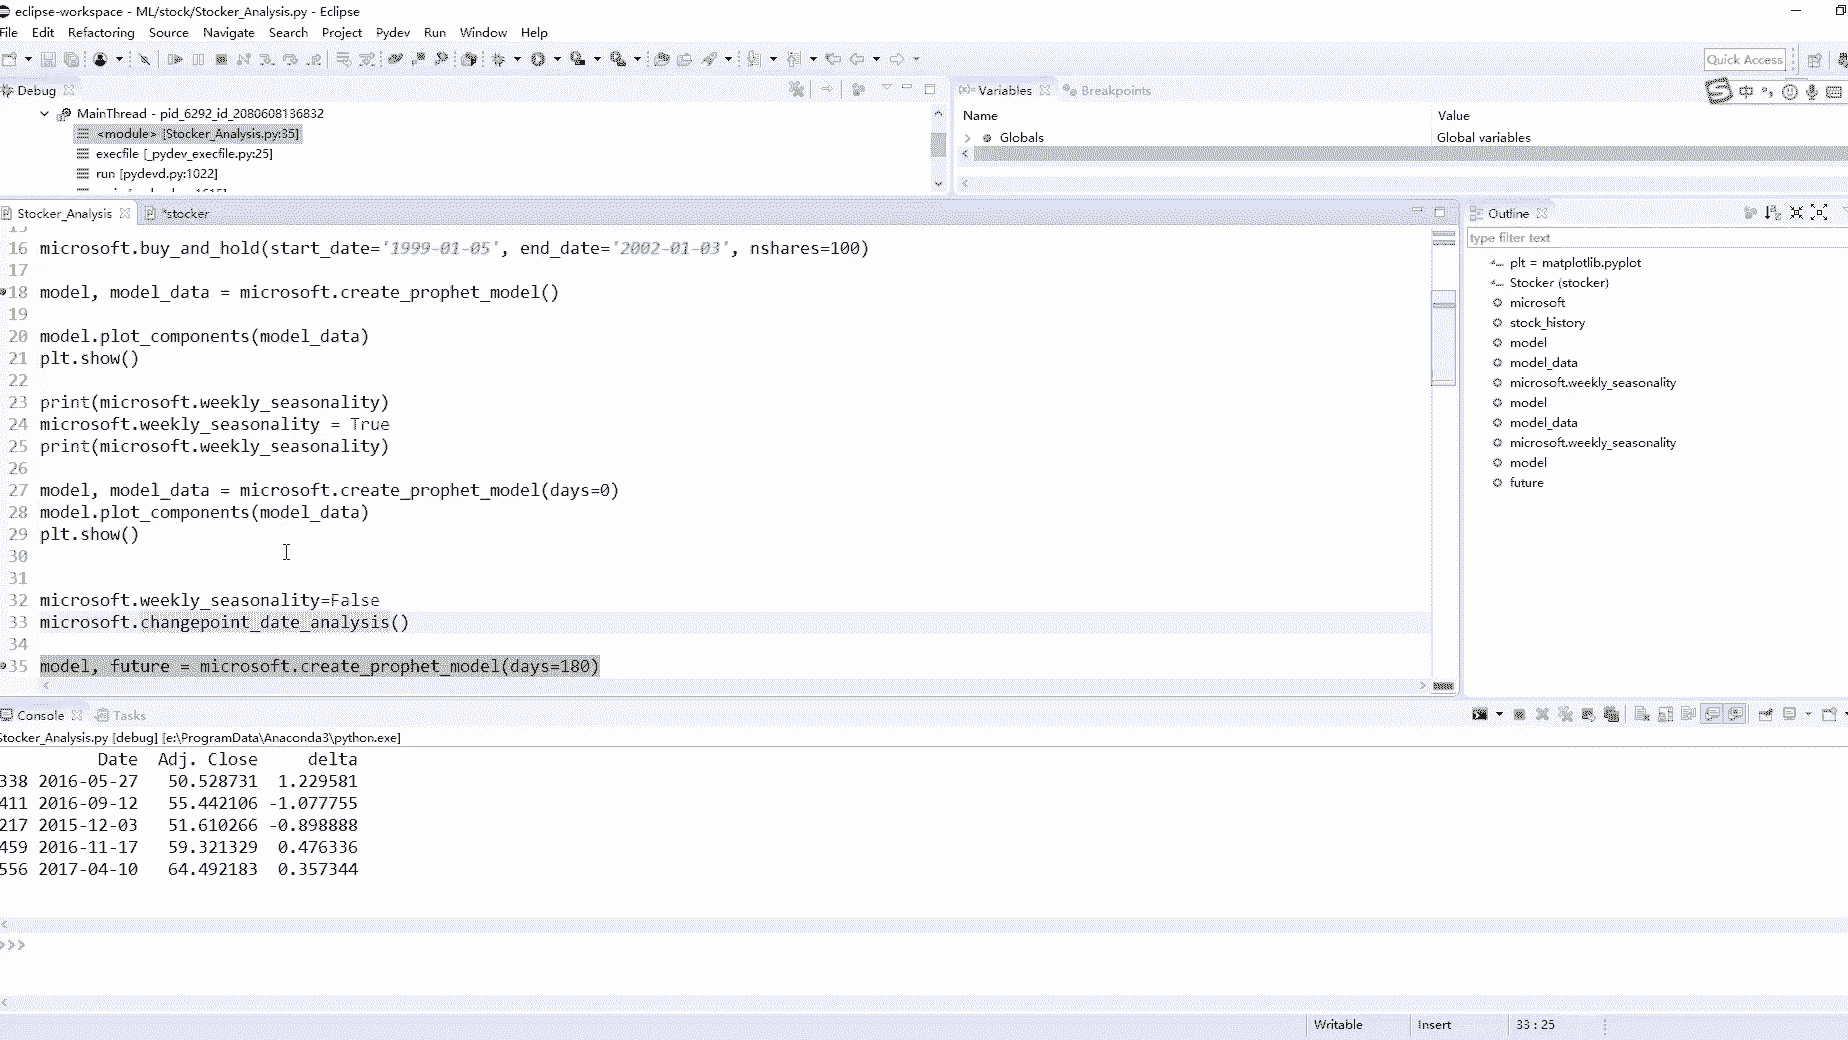 eclipse-workspace - ML/stock/Stocker_Analysis.py - Eclipse
File Edit Refactoring Source Navigate Search Project Pydev Run Window Help
Quick Access
Debug
Variables Breakpoints
中
MainThread - pid_6292_id_2080608136832
Name Value
<module> [Stocker_Analysis.py:35]
Globals Global variables
execfile [_pydev_execfile.py:25]
run [pydevd.py:1022]
Stocker_Analysis *stocker
Outline
type filter text
15
16 microsoft.buy_and_hold(start_date='1999-01-05', end_date='2002-01-03', nshares=100)
17
18 model, model_data = microsoft.create_prophet_model()
19
20 model.plot_components(model_data)
21 plt.show()
22
23 print(microsoft.weekly_seasonality)
24 microsoft.weekly_seasonality = True
25 print(microsoft.weekly_seasonality)
26
27 model, model_data = microsoft.create_prophet_model(days=0)
28 model.plot_components(model_data)
29 plt.show()
30
31
32 microsoft.weekly_seasonality=False
33 microsoft.changepoint_date_analysis()
34
35 model, future = microsoft.create_prophet_model(days=180)
plt = matplotlib.pyplot
Stocker (stocker)
microsoft
stock_history
model
model_data
microsoft.weekly_seasonality
model
model_data
microsoft.weekly_seasonality
model
future
Console Tasks
Stocker_Analysis.py [debug] [e:\ProgramData\Anaconda3\python.exe]
Date Adj. Close delta
338 2016-05-27 50.528731 1.229581
411 2016-09-12 55.442106 -1.077755
217 2015-12-03 51.610266 -0.898888
459 2016-11-17 59.321329 0.476336
556 2017-04-10 64.492183 0.357344
>>>
Writable Insert 33 : 25